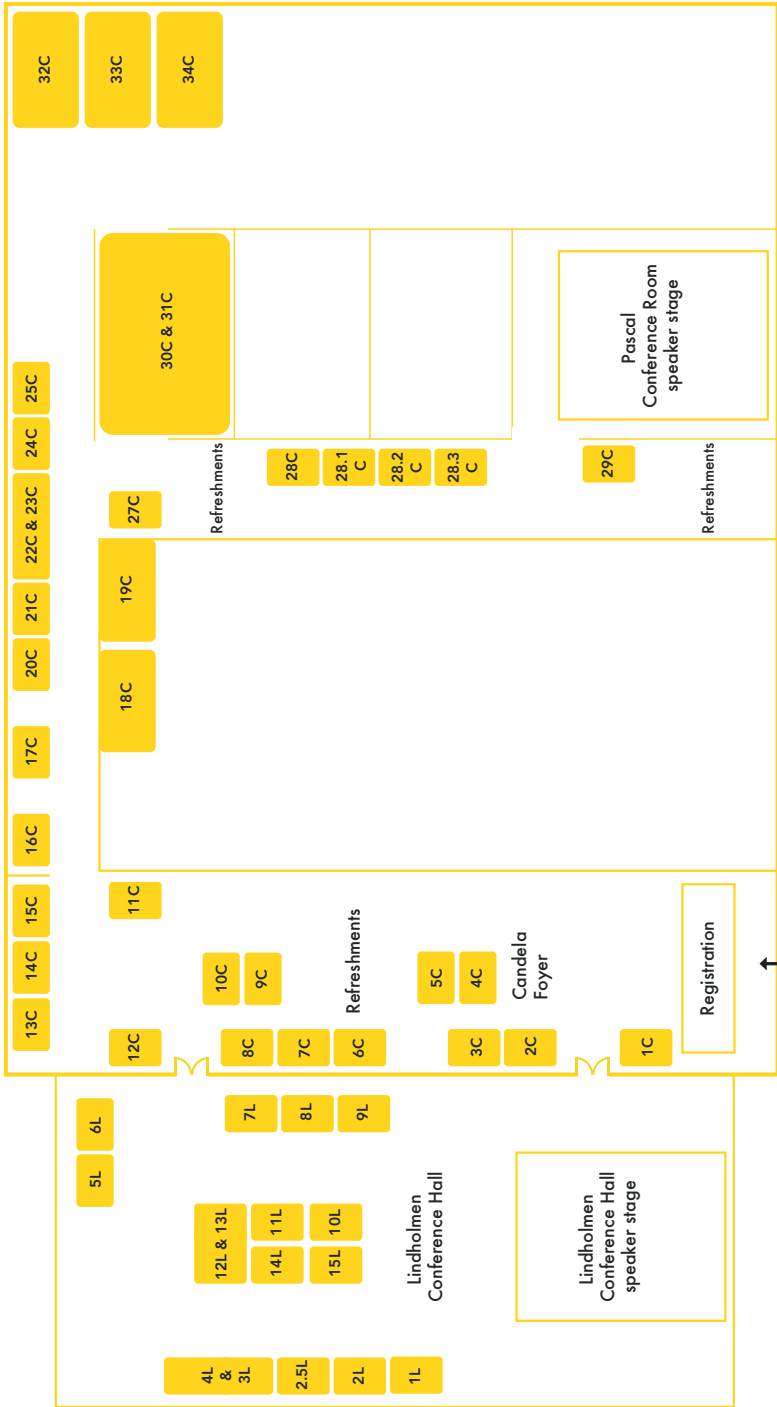 32C
33C
34C
30C & 31C
Pascal
Conference Room
speaker stage
25C
24C
22C & 23C
21C
20C
17C
16C
15C
14C
13C
27C
Refreshments
28C
28.1
C
28.2
C
28.3
C
29C
Refreshments
19C
18C
11C
12C
10C
9C
Refreshments
8C
7C
6C
5C
4C
Candela
Foyer
3C
2C
1C
Registration
6L
5L
7L
8L
9L
12L & 13L
11L
10L
14L
15L
Lindholmen
Conference Hall
Lindholmen
Conference Hall
speaker stage
4L
&
3L
2.5L
2L
1L